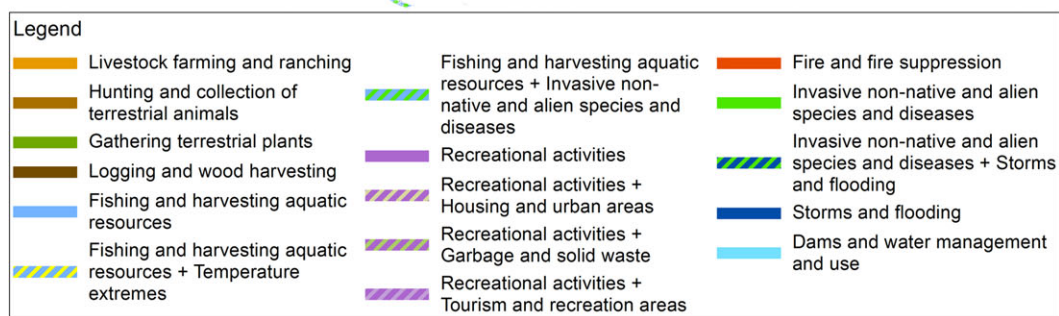 Legend
Livestock farming and ranching
Hunting and collection of
terrestrial animals
Gathering terrestrial plants
Logging and wood harvesting
Fishing and harvesting aquatic
resources
Fishing and harvesting aquatic
resources + Temperature
extremes
Fishing and harvesting aquatic
resources + Invasive non-
native and alien species and
diseases
Recreational activities
Recreational activities +
Housing and urban areas
Recreational activities +
Garbage and solid waste
Recreational activities +
Tourism and recreation areas
Fire and fire suppression
Invasive non-native and alien
species and diseases
Invasive non-native and alien
species and diseases + Storms
and flooding
Storms and flooding
Dams and water management
and use